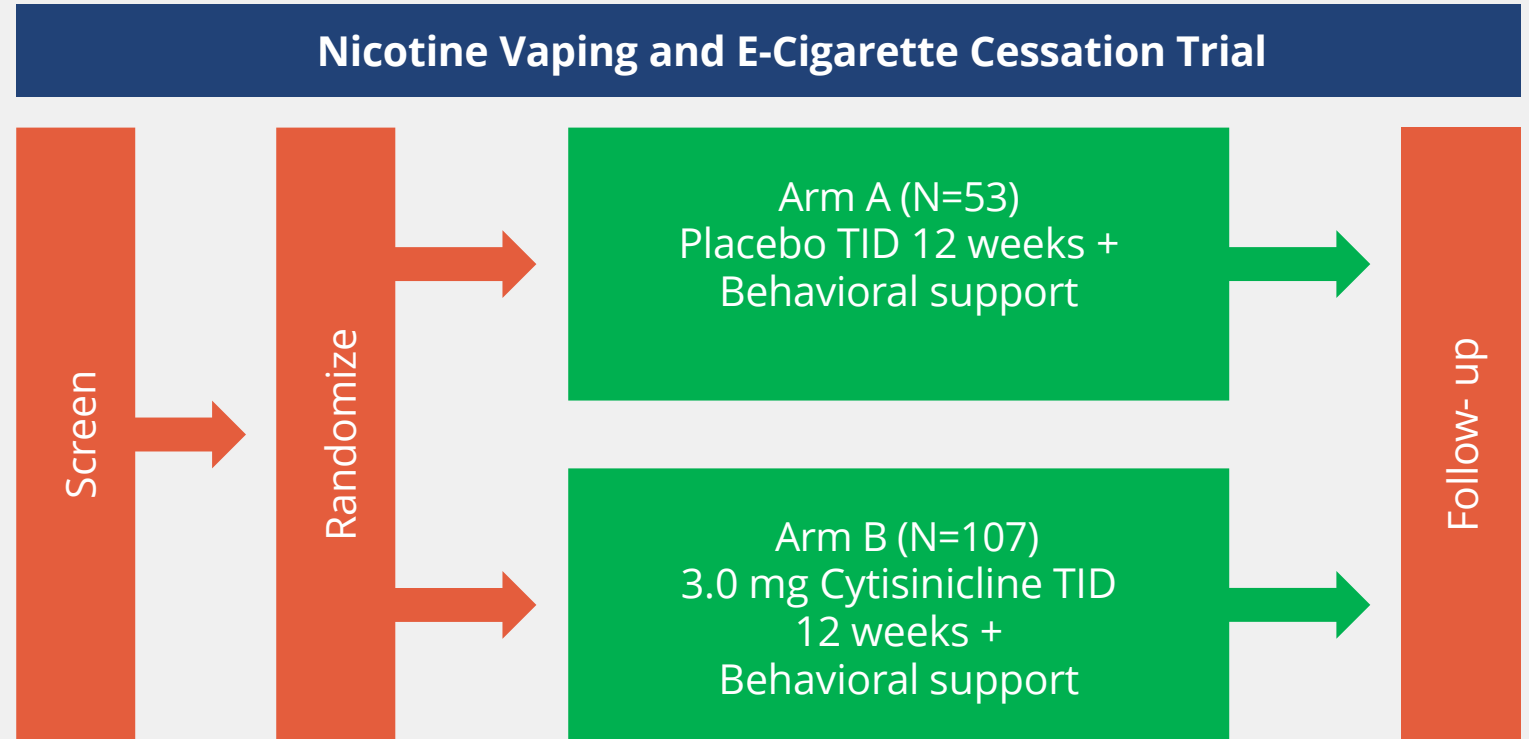 Nicotine Vaping and E-Cigarette Cessation Trial
Screen
Randomize
Arm A (N=53)
Placebo TID 12 weeks +
Behavioral support
Arm B (N=107)
3.0 mg Cytisinicline TID
12 weeks +
Behavioral support
Follow- up